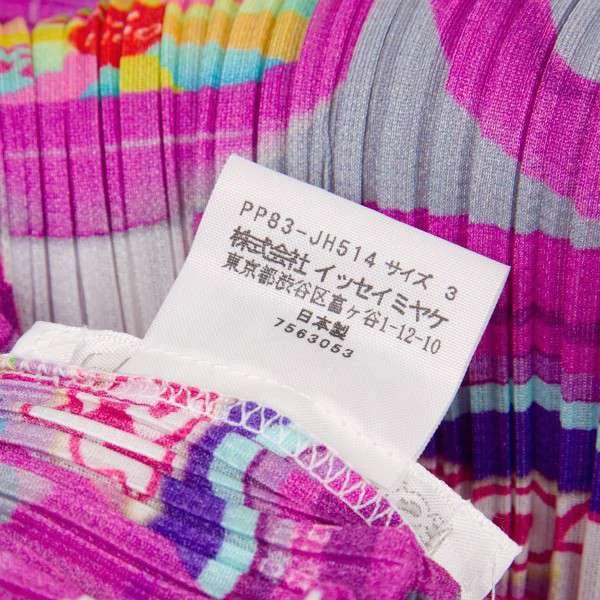 PP83-JH514 サイズ 3
株式会社 イッセイミヤケ
東京都渋谷区富ヶ谷1-12-10
日本製
7563053